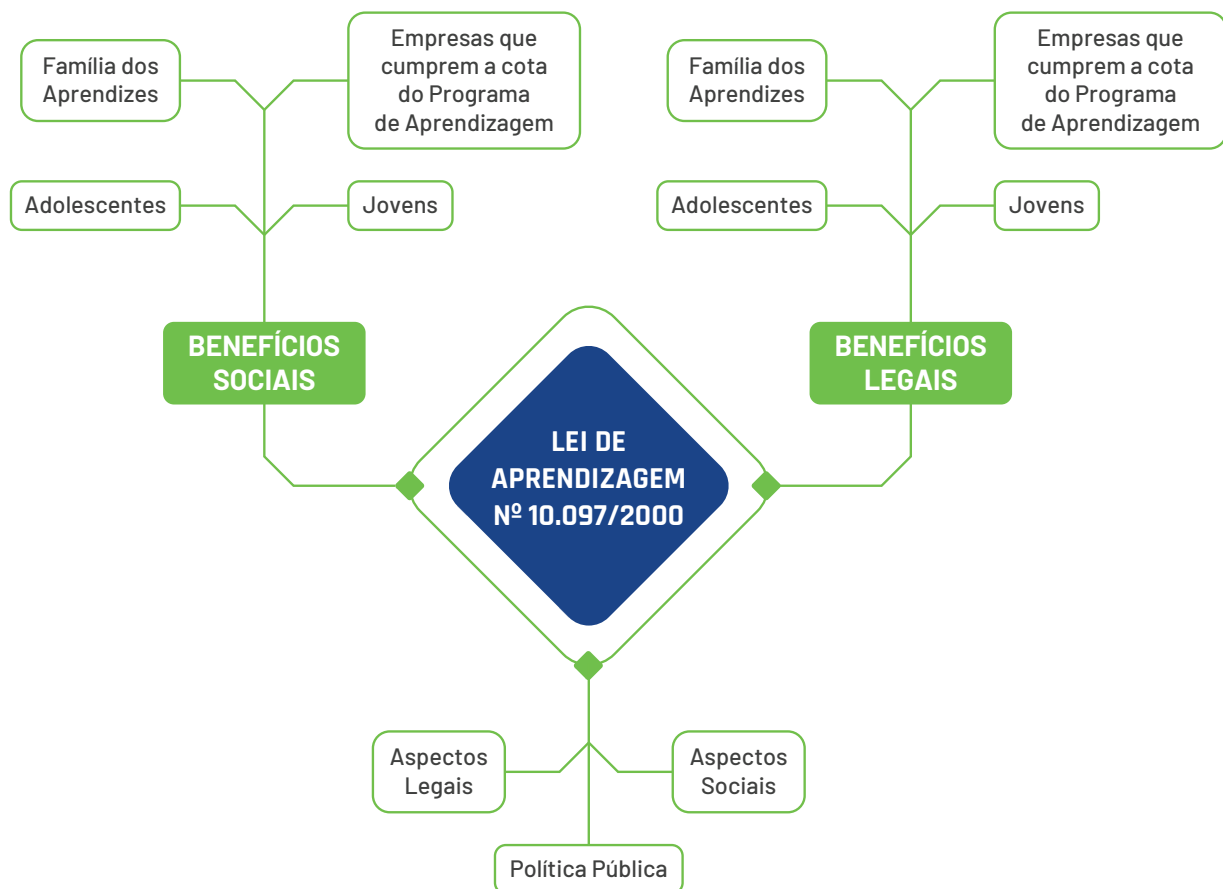 Família dos
Aprendizes
Empresas que
cumprem a cota
do Programa
de Aprendizagem
Adolescentes
Jovens
BENEFÍCIOS
SOCIAIS
Família dos
Aprendizes
Empresas que
cumprem a cota
do Programa
de Aprendizagem
Adolescentes
Jovens
BENEFÍCIOS
LEGAIS
LEI DE
APRENDIZAGEM
Nº 10.097/2000
Aspectos
Legais
Aspectos
Sociais
Política Pública